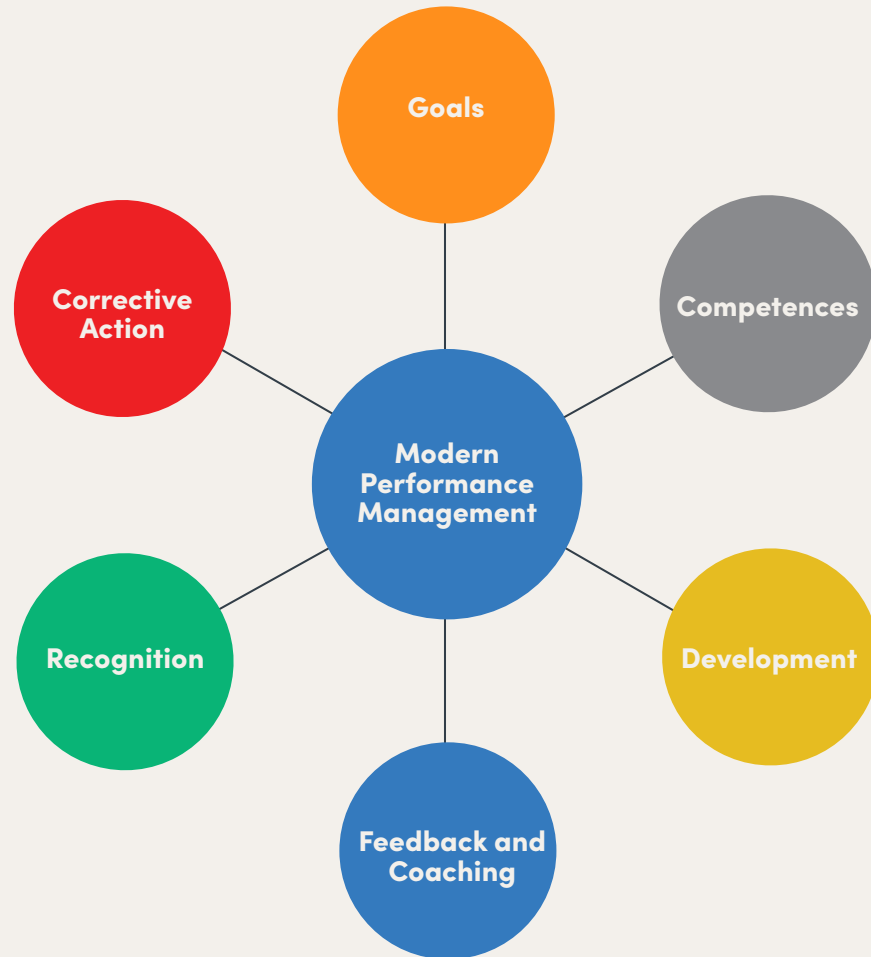 Goals
Corrective
Action
Competences
Modern
Performance
Management
Recognition
Development
Feedback and
Coaching